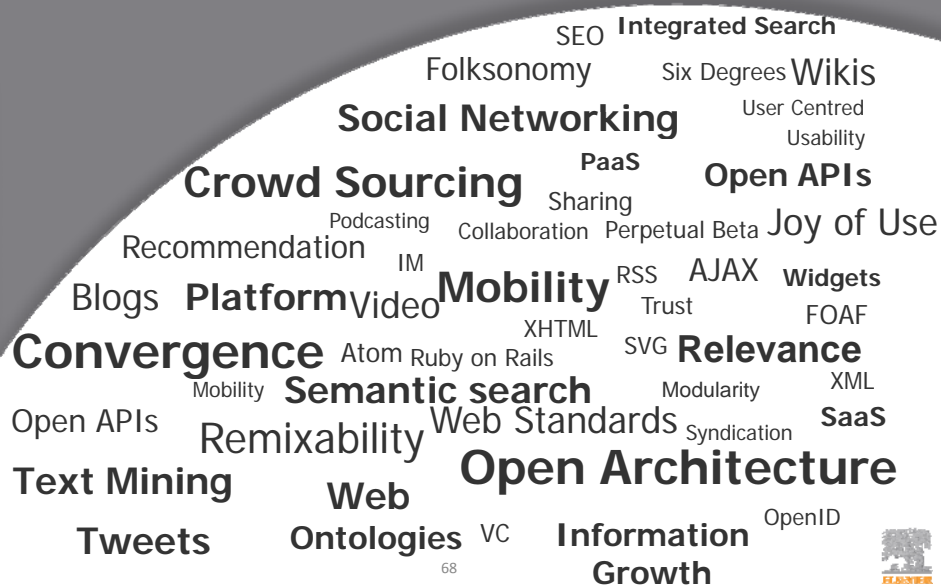 SEO Integrated Search
Folksonomy Six Degrees Wikis
Social Networking User Centred
Usability
PaaS
Crowd Sourcing Open APIs
Sharing
Podcasting Collaboration Perpetual Beta Joy of Use
Recommendation
IM RSS AJAX Widgets
Blogs Platform Video Mobility
Trust FOAF
XHTML
Convergence Atom Ruby on Rails SVG Relevance
Mobility Semantic search Modularity XML
Open APIs Remixability Web Standards Syndication SaaS
Open Architecture
Text Mining Web
OpenID
Tweets Ontologies VC Information
Growth
68
ELSEVIER